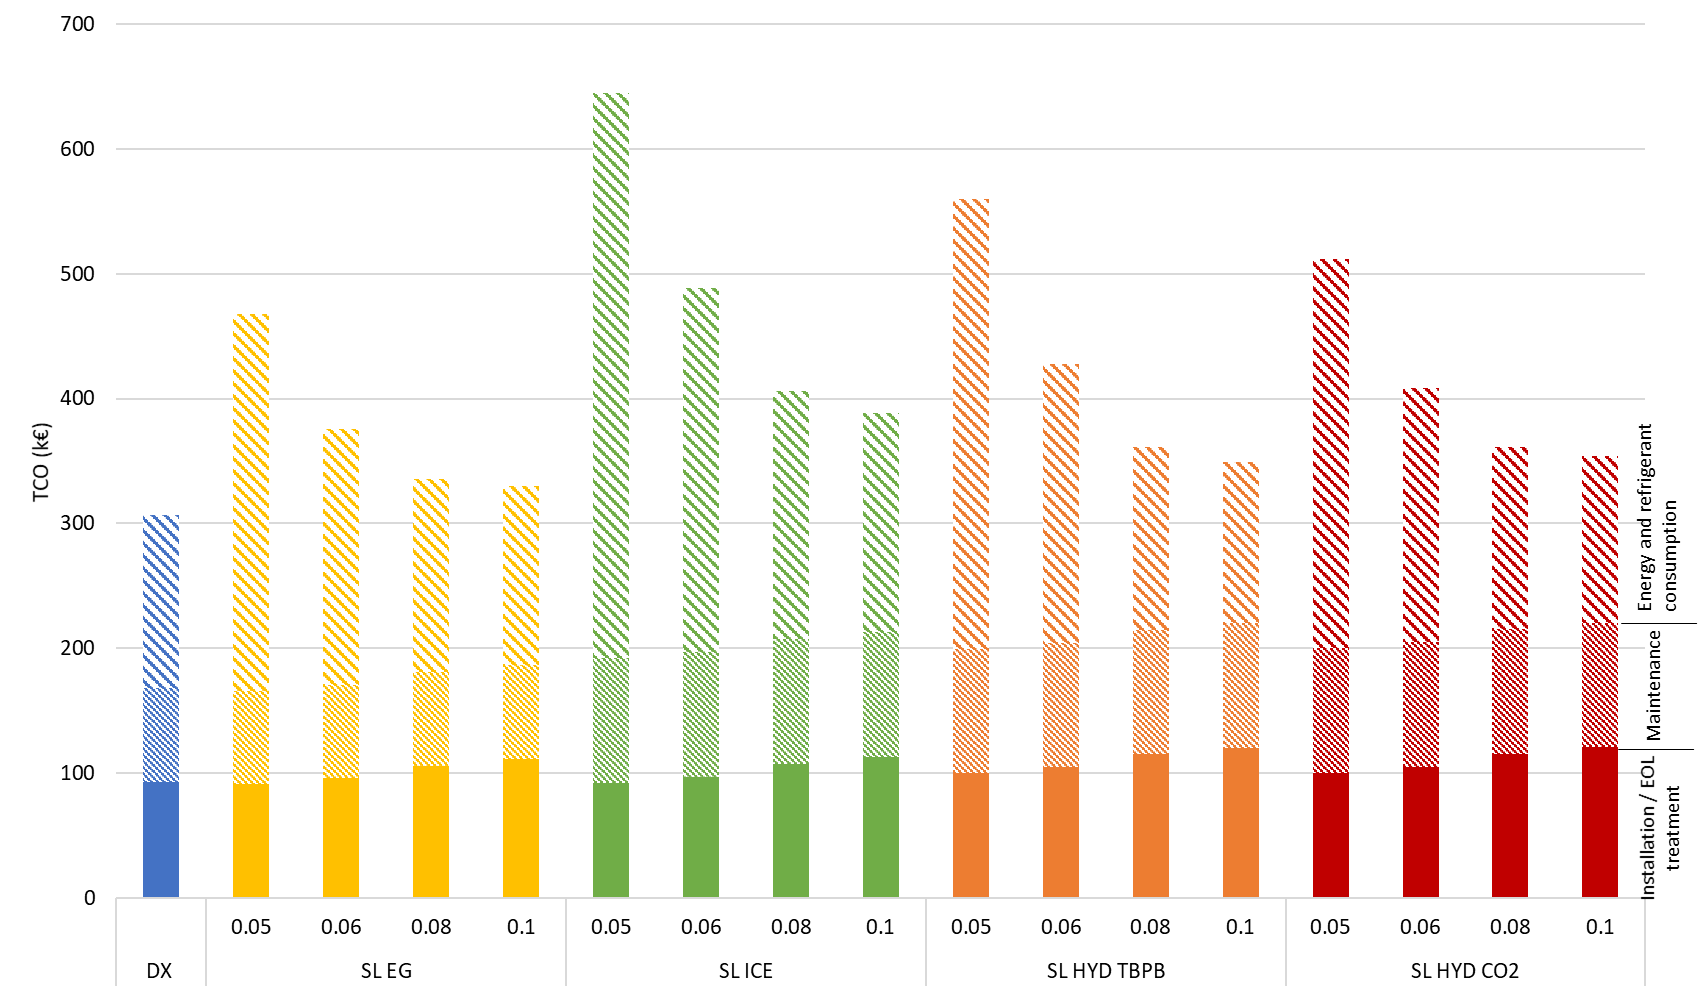 700
600
500
400
300
200
100
0
TCO (k€)
Energy and refrigerant
consumption
Maintenance
Installation / EOL
treatment
0.05 0.06 0.08 0.1 0.05 0.06 0.08 0.1 0.05 0.06 0.08 0.1 0.05 0.06 0.08 0.1
DX SL EG SL ICE SL HYD TBPB SL HYD CO2